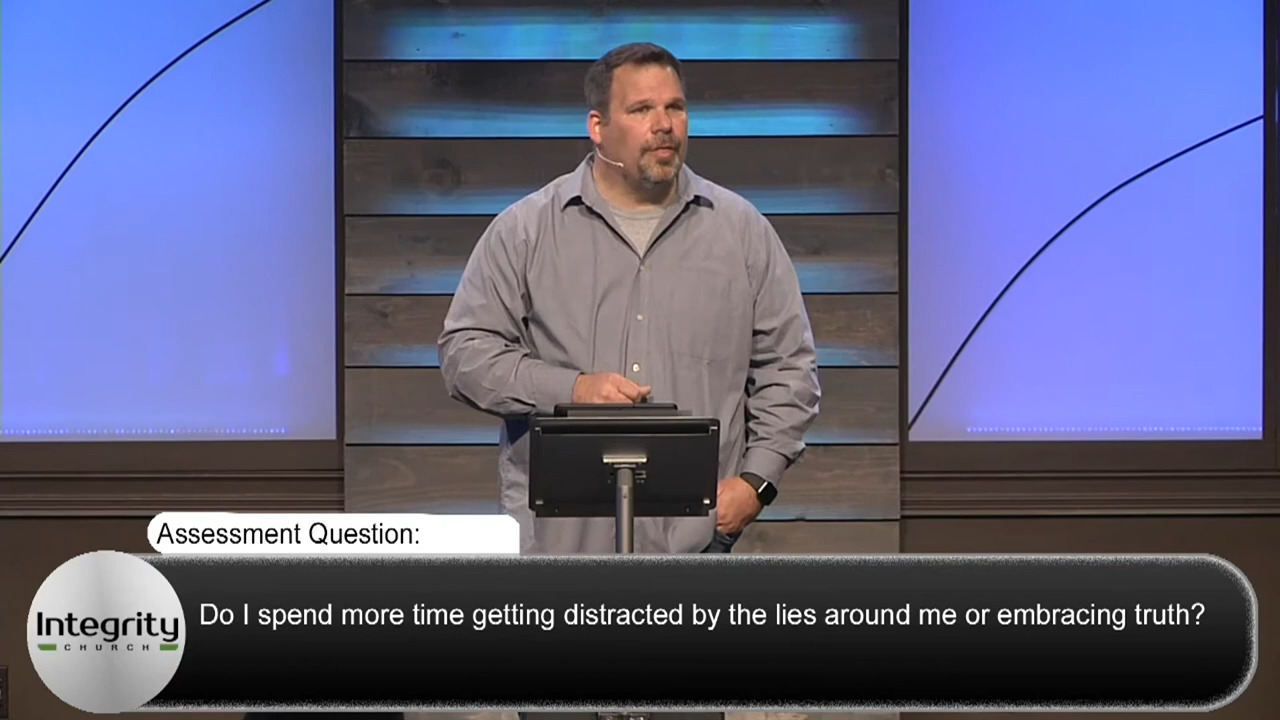 Assessment Question:
Do I spend more time getting distracted by the lies around me or embracing truth?
Integrity
CHURCH